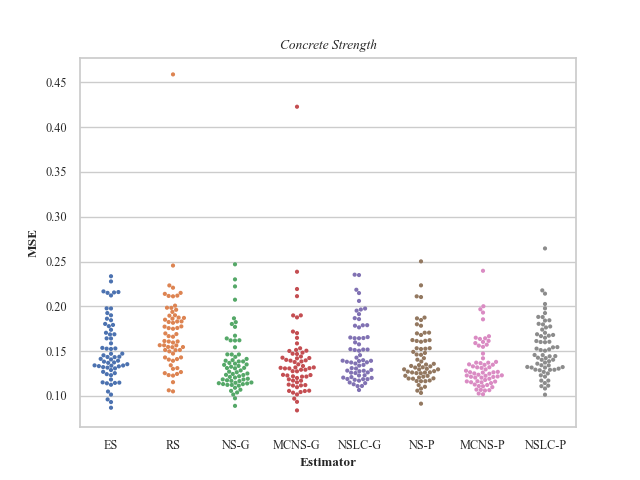 Concrete Strength
0.45
0.40
0.35
0.30
0.25
0.20
0.15
0.10
MSE
ES RS NS-G MCNS-G NSLC-G NS-P MCNS-P NSLC-P
Estimator